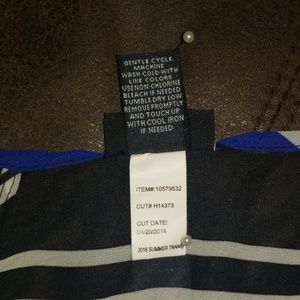 GENTLE CYCLE
MACHINE
WASH COLD WITH
LIKE COLORS
USE NON-CHLORINE
BLEACH IF NEEDED
TUMBLE DRY LOW
REMOVE PROMPTLY
AND TOUCH UP
WITH COOL IRON
IF NEEDED
ITEM#:10579532
CUT# H14373
CUT DATE:
04/20/2016
2016 SUMMER TRANS